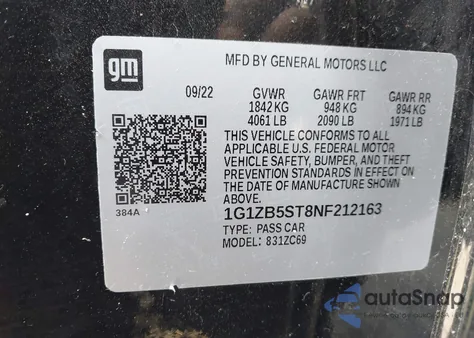 gm
MFD BY GENERAL MOTORS LLC
09/22 GVWR GAWR FRT GAWR RR
1842 KG 948 KG 894 KG
4061 LB 2090 LB 1971 LB
THIS VEHICLE CONFORMS TO ALL
APPLICABLE U.S. FEDERAL MOTOR
VEHICLE SAFETY, BUMPER, AND THEFT
PREVENTION STANDARDS IN EFFECT ON
THE DATE OF MANUFACTURE SHOWN
ABOVE.
384A
1G1ZB5ST8NF212163
TYPE: PASS CAR
MODEL: 831ZC69
autoSnap